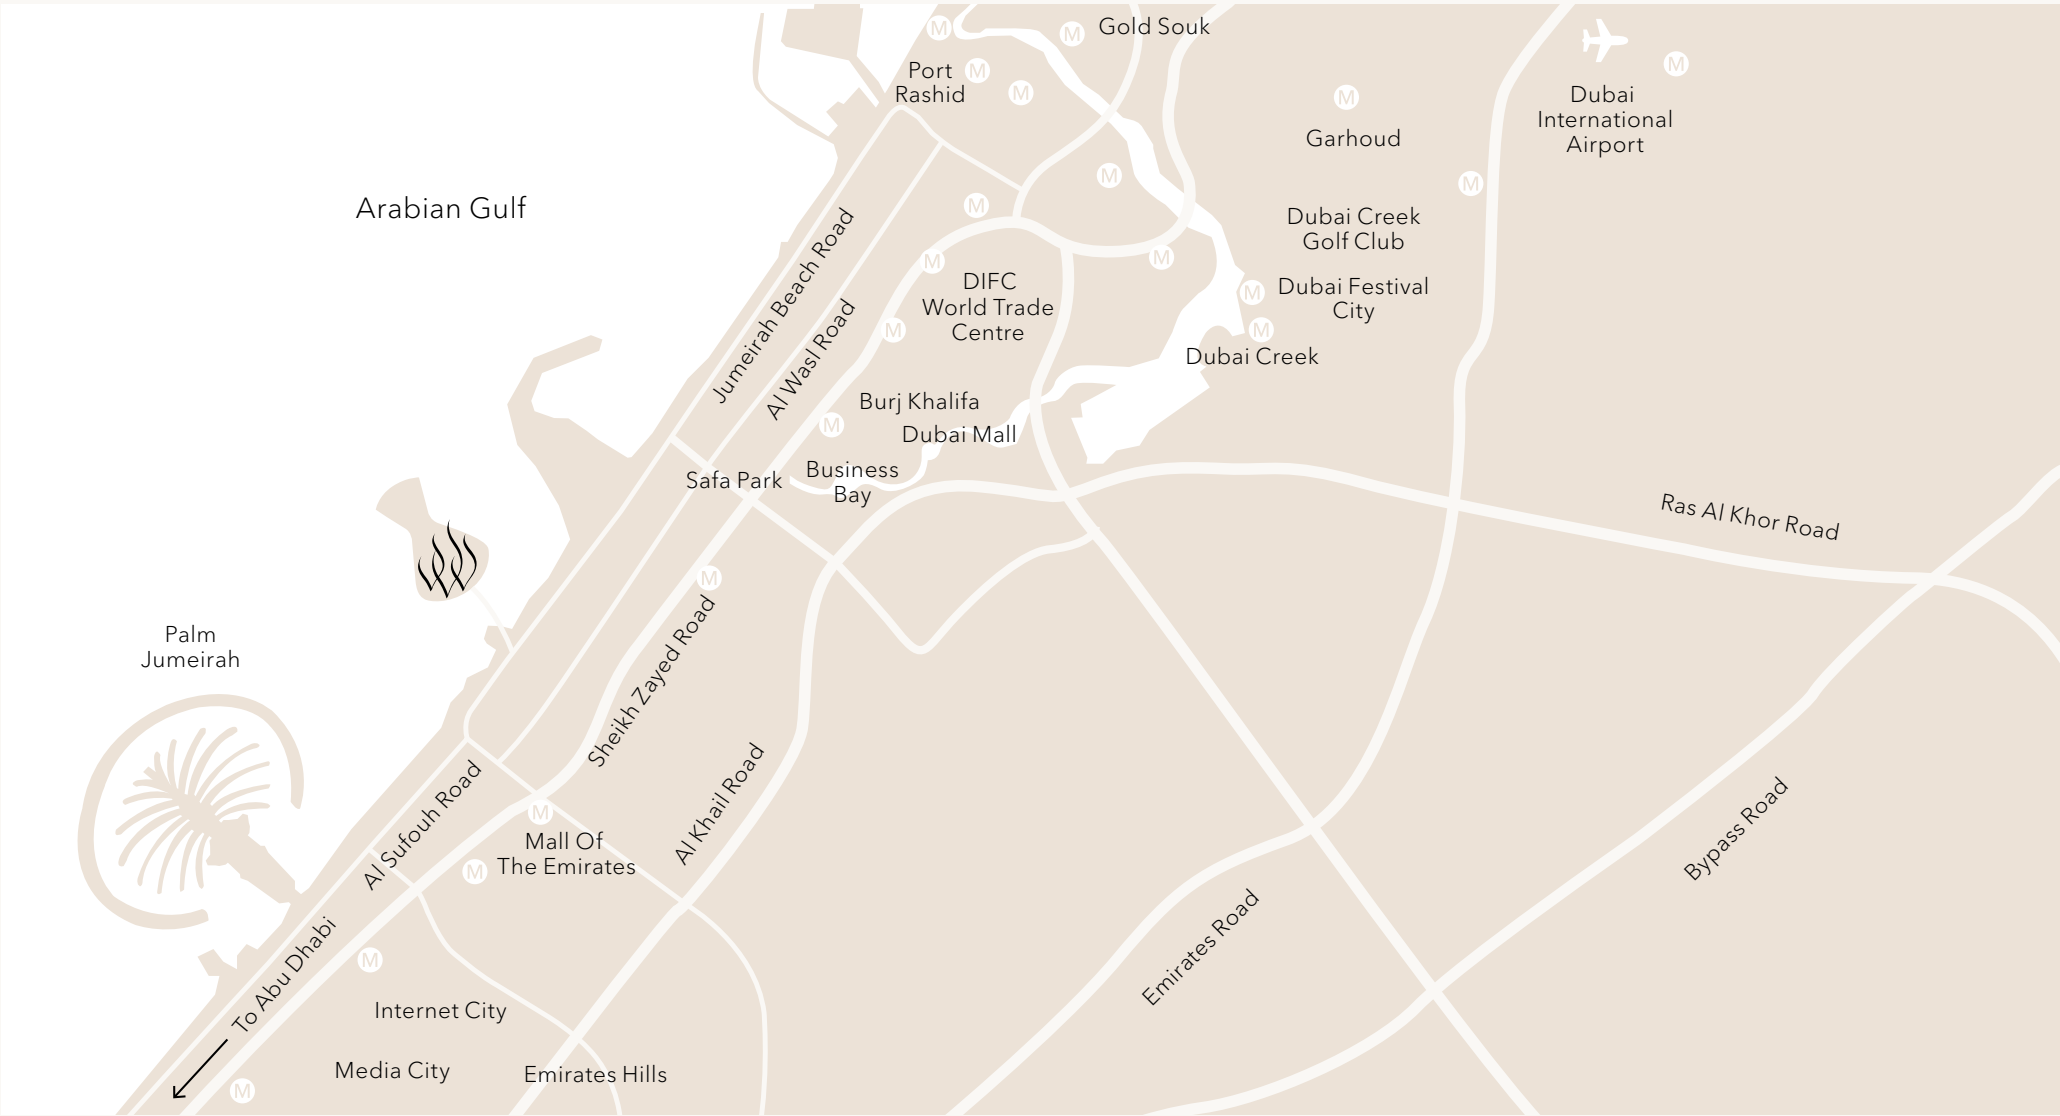 M
M
Gold Souk
Port
Rashid
M
M
M
M
Garhoud
Dubai
International
Airport
M
M
M
Arabian Gulf
Dubai Creek
Golf Club
Jumeirah Beach Road
Al Wasl Road
M
M
M
DIFC
World Trade
Centre
M
Dubai Festival
City
M
M
Dubai Creek
Burj Khalifa
M
Dubai Mall
Safa Park
Business
Bay
Ras Al Khor Road
M
Palm
Jumeirah
Sheikh Zayed Road
Al Khail Road
Al Sufouh Road
M
Mall Of
The Emirates
M
Bypass Road
Emirates Road
To Abu Dhabi
M
Internet City
Media City
Emirates Hills
M